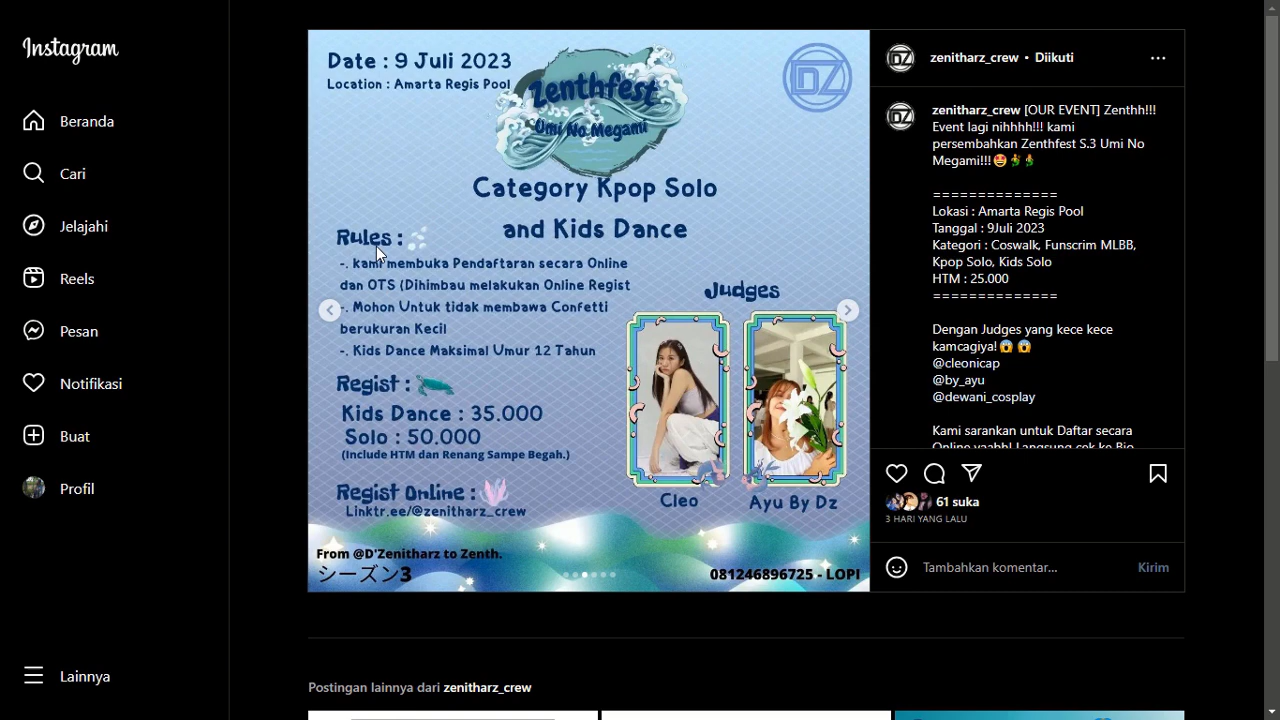 Instagram
Beranda
Cari
Jelajahi
Reels
Pesan
Notifikasi
Buat
Profil
Lainnya
Date : 9 Juli 2023
Location : Amarta Regis Pool
Zenthfest
Umi No Megami
DZ
Category Kpop Solo
and Kids Dance
Rules :
-. kami membuka Pendaftaran secara Online
dan OTS (Dihimbau melakukan Online Regist
-. Mohon Untuk tidak membawa Confetti
berukuran Kecil
-. Kids Dance Maksimal Umur 12 Tahun
Regist :
Kids Dance : 35.000
Solo : 50.000
(Include HTM dan Renang Sampe Begah.)
Regist Online :
Linktr.ee/@zenitharz_crew
Judges
Cleo
Ayu By Dz
From @D'Zenitharz to Zenth.
シーズン3
081246896725 - LOPI
zenitharz_crew • Diikuti
zenitharz_crew [OUR EVENT] Zenthh!!!
Event lagi nihhhh!!! kami
persembahkan Zenthfest S.3 Umi No
Megami!!!🤩🧜‍♂️🧜‍♂️
==============
Lokasi : Amarta Regis Pool
Tanggal : 9Juli 2023
Kategori : Coswalk, Funscrim MLBB,
Kpop Solo, Kids Solo
HTM : 25.000
==============
Dengan Judges yang kece kece
kamcagiya!😱😱
@cleonicap
@by_ayu
@dewani_cosplay
Kami sarankan untuk Daftar secara
Online yaahh! Langsung cek ke Bio
61 suka
3 HARI YANG LALU
Tambahkan komentar...
Kirim
Postingan lainnya dari zenitharz_crew